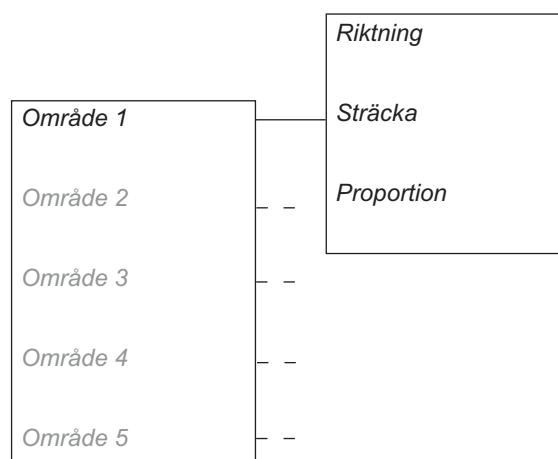 Riktning
Sträcka
Proportion
Område 1
Område 2
Område 3
Område 4
Område 5